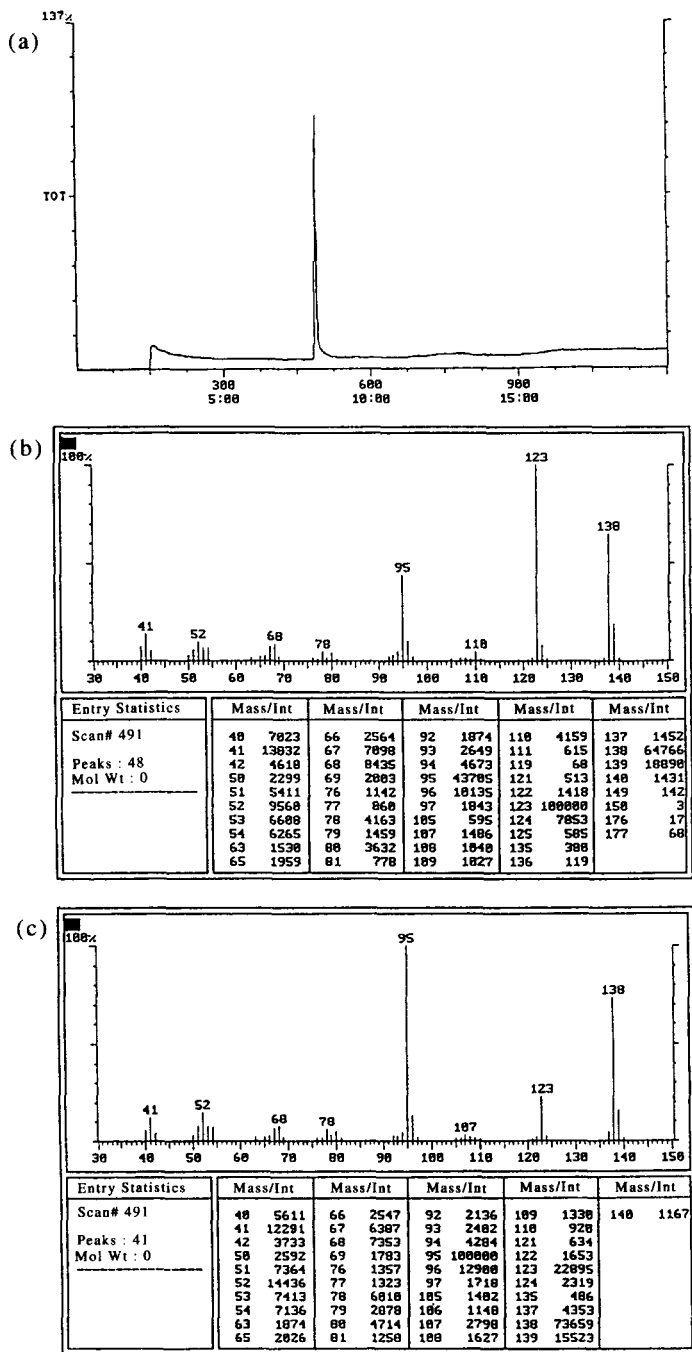 (a)
137%
TOT
300 600 900
5:00 10:00 15:00
(b)
100%
123
138
95
41
52
68
78
110
30 40 50 60 70 80 90 100 110 120 130 140 150
Entry Statistics Mass/Int Mass/Int Mass/Int Mass/Int Mass/Int
Scan# 491
Peaks : 48
Mol Wt : 0
40 7023 66 2564 92 1874 110 4159 137 1452
41 13832 67 7098 93 2649 111 615 138 64766
42 4618 68 8435 94 4673 119 68 139 18890
50 2299 69 2003 95 43705 121 513 140 1431
51 5411 76 1142 96 10135 122 1418 149 142
52 9560 77 860 97 1843 123 100000 150 3
53 6608 78 4163 105 595 124 7853 176 17
54 6265 79 1459 107 1486 125 505 177 68
63 1530 80 3632 108 1040 135 380
65 1959 81 778 109 1027 136 119
(c)
100%
95
138
123
41
52
68
78
107
30 40 50 60 70 80 90 100 110 120 130 140 150
Entry Statistics Mass/Int Mass/Int Mass/Int Mass/Int Mass/Int
Scan# 491
Peaks : 41
Mol Wt : 0
40 5611 66 2547 92 2136 109 1330 140 1167
41 12291 67 6387 93 2402 110 920
42 3733 68 7353 94 4284 121 634
50 2592 69 1783 95 100000 122 1653
51 7364 76 1357 96 12900 123 22895
52 14436 77 1323 97 1718 124 2319
53 7413 78 6010 105 1402 135 486
54 7136 79 2878 106 1148 137 4353
63 1874 80 4714 107 2798 138 73659
65 2026 81 1250 108 1627 139 15523